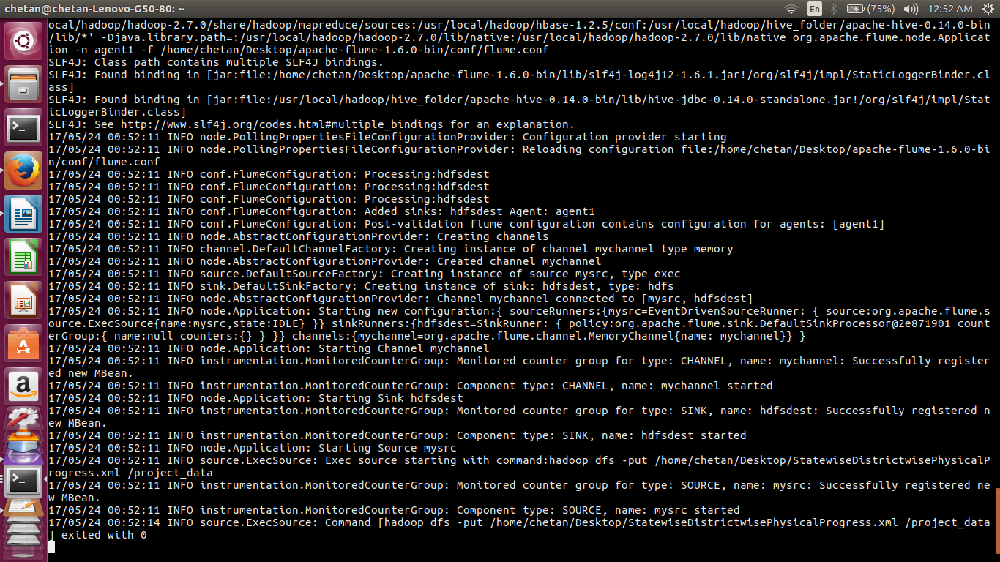 chetan@chetan-Lenovo-G50-80: ~
En
(75%)
12:52 AM
ocal/hadoop/hadoop-2.7.0/share/hadoop/mapreduce/sources:/usr/local/hadoop/hbase-1.2.5/conf:/usr/local/hadoop/hive_folder/apache-hive-0.14.0-bin
/lib/*' -Djava.library.path=:/usr/local/hadoop/hadoop-2.7.0/lib/native:/usr/local/hadoop/hadoop-2.7.0/lib/native org.apache.flume.node.Applicat
ion -n agent1 -f /home/chetan/Desktop/apache-flume-1.6.0-bin/conf/flume.conf
SLF4J: Class path contains multiple SLF4J bindings.
SLF4J: Found binding in [jar:file:/home/chetan/Desktop/apache-flume-1.6.0-bin/lib/slf4j-log4j12-1.6.1.jar!/org/slf4j/impl/StaticLoggerBinder.cl
ass]
SLF4J: Found binding in [jar:file:/usr/local/hadoop/hive_folder/apache-hive-0.14.0-bin/lib/hive-jdbc-0.14.0-standalone.jar!/org/slf4j/impl/Stat
icLoggerBinder.class]
SLF4J: See http://www.slf4j.org/codes.html#multiple_bindings for an explanation.
17/05/24 00:52:11 INFO node.PollingPropertiesFileConfigurationProvider: Configuration provider starting
17/05/24 00:52:11 INFO node.PollingPropertiesFileConfigurationProvider: Reloading configuration file:/home/chetan/Desktop/apache-flume-1.6.0-bi
n/conf/flume.conf
17/05/24 00:52:11 INFO conf.FlumeConfiguration: Processing:hdfsdest
17/05/24 00:52:11 INFO conf.FlumeConfiguration: Processing:hdfsdest
17/05/24 00:52:11 INFO conf.FlumeConfiguration: Processing:hdfsdest
17/05/24 00:52:11 INFO conf.FlumeConfiguration: Added sinks: hdfsdest Agent: agent1
17/05/24 00:52:11 INFO conf.FlumeConfiguration: Post-validation flume configuration contains configuration for agents: [agent1]
17/05/24 00:52:11 INFO node.AbstractConfigurationProvider: Creating channels
17/05/24 00:52:11 INFO channel.DefaultChannelFactory: Creating instance of channel mychannel type memory
17/05/24 00:52:11 INFO node.AbstractConfigurationProvider: Created channel mychannel
17/05/24 00:52:11 INFO source.DefaultSourceFactory: Creating instance of source mysrc, type exec
17/05/24 00:52:11 INFO sink.DefaultSinkFactory: Creating instance of sink: hdfsdest, type: hdfs
17/05/24 00:52:11 INFO node.AbstractConfigurationProvider: Channel mychannel connected to [mysrc, hdfsdest]
17/05/24 00:52:11 INFO node.Application: Starting new configuration:{ sourceRunners:{mysrc=EventDrivenSourceRunner: { source:org.apache.flume.s
ource.ExecSource{name:mysrc,state:IDLE} }} sinkRunners:{hdfsdest=SinkRunner: { policy:org.apache.flume.sink.DefaultSinkProcessor@2e871901 count
erGroup:{ name:null counters:{} } }} channels:{mychannel=org.apache.flume.channel.MemoryChannel{name: mychannel}} }
17/05/24 00:52:11 INFO node.Application: Starting Channel mychannel
17/05/24 00:52:11 INFO instrumentation.MonitoredCounterGroup: Monitored counter group for type: CHANNEL, name: mychannel: Successfully register
ed new MBean.
17/05/24 00:52:11 INFO instrumentation.MonitoredCounterGroup: Component type: CHANNEL, name: mychannel started
17/05/24 00:52:11 INFO node.Application: Starting Sink hdfsdest
17/05/24 00:52:11 INFO instrumentation.MonitoredCounterGroup: Monitored counter group for type: SINK, name: hdfsdest: Successfully registered n
ew MBean.
17/05/24 00:52:11 INFO instrumentation.MonitoredCounterGroup: Component type: SINK, name: hdfsdest started
17/05/24 00:52:11 INFO node.Application: Starting Source mysrc
17/05/24 00:52:11 INFO source.ExecSource: Exec source starting with command:hadoop dfs -put /home/chetan/Desktop/StatewiseDistrictwisePhysicalP
rogress.xml /project_data
17/05/24 00:52:11 INFO instrumentation.MonitoredCounterGroup: Monitored counter group for type: SOURCE, name: mysrc: Successfully registered ne
w MBean.
17/05/24 00:52:11 INFO instrumentation.MonitoredCounterGroup: Component type: SOURCE, name: mysrc started
17/05/24 00:52:14 INFO source.ExecSource: Command [hadoop dfs -put /home/chetan/Desktop/StatewiseDistrictwisePhysicalProgress.xml /project_data
] exited with 0